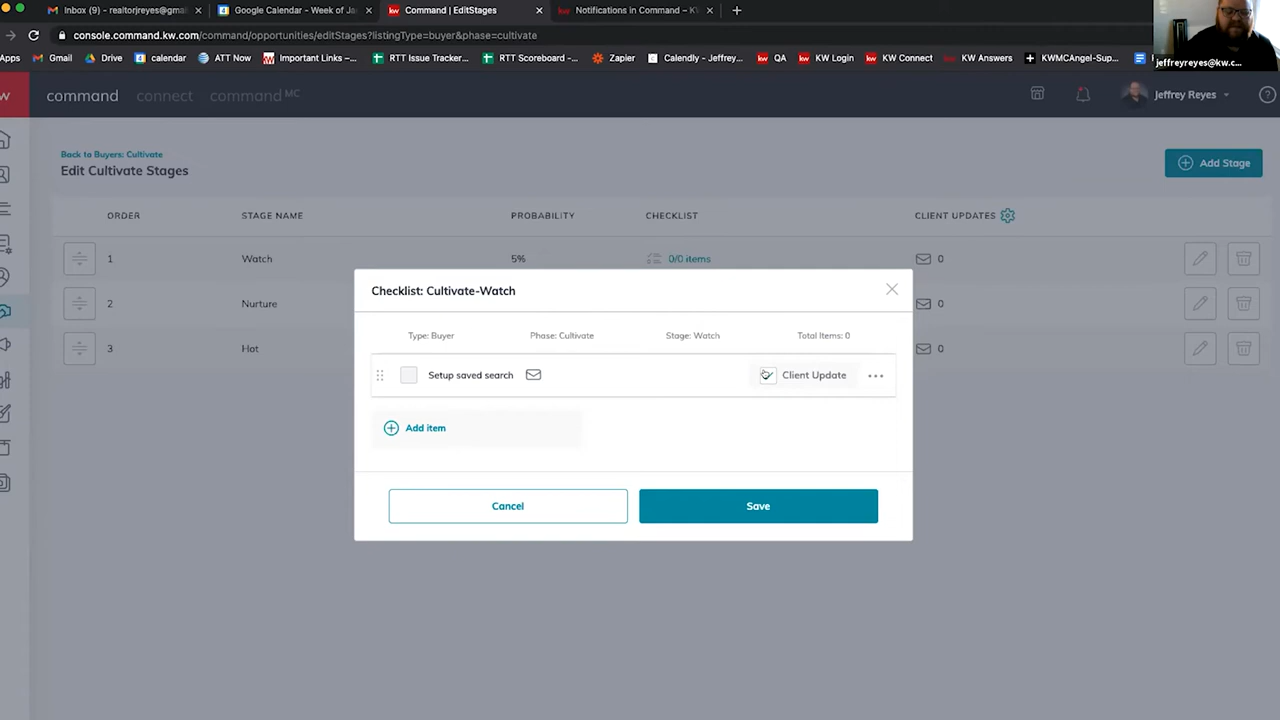 Inbox (9) – realtorjreyes@gma
Google Calendar - Week of Ja
Command | EditStages
Notifications in Command – K
console.command.kw.com/command/opportunities/editStages?listingType=buyer&phase=cultivate
Apps
Gmail
Drive
calendar
ATT Now
Important Links –...
RTT Issue Tracker...
RTT Scoreboard -...
Zapier
Calendly - Jeffrey...
QA
KW Login
KW Connect
KW Answers
KWMCAngel-Sup...
jeffreyreyes@kw.c...
command
connect
command MC
Jeffrey Reyes
Back to Buyers: Cultivate
Edit Cultivate Stages
Add Stage
ORDER STAGE NAME PROBABILITY CHECKLIST CLIENT UPDATES
1 Watch 5% 0/0 items 0
2 Nurture 0
3 Hot 0
Checklist: Cultivate-Watch
Type: Buyer Phase: Cultivate Stage: Watch Total Items: 0
Setup saved search
Client Update
Add item
Cancel
Save